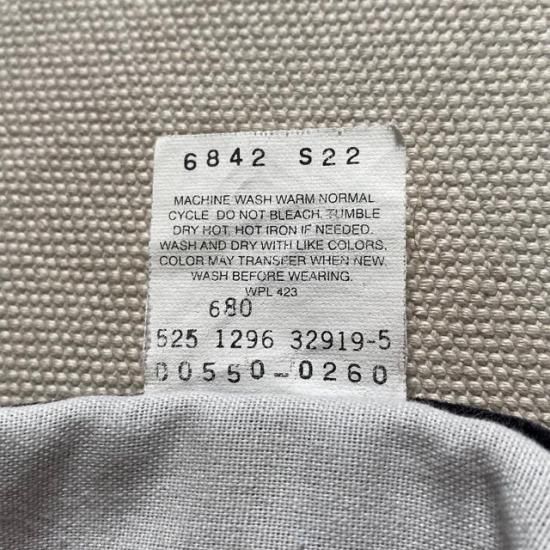 6842 S22
MACHINE WASH WARM NORMAL
CYCLE DO NOT BLEACH. TUMBLE
DRY HOT, HOT IRON IF NEEDED.
WASH AND DRY WITH LIKE COLORS.
COLOR MAY TRANSFER WHEN NEW
WASH BEFORE WEARING.
WPL 423
680
525 1296 32919-5
00550-0260